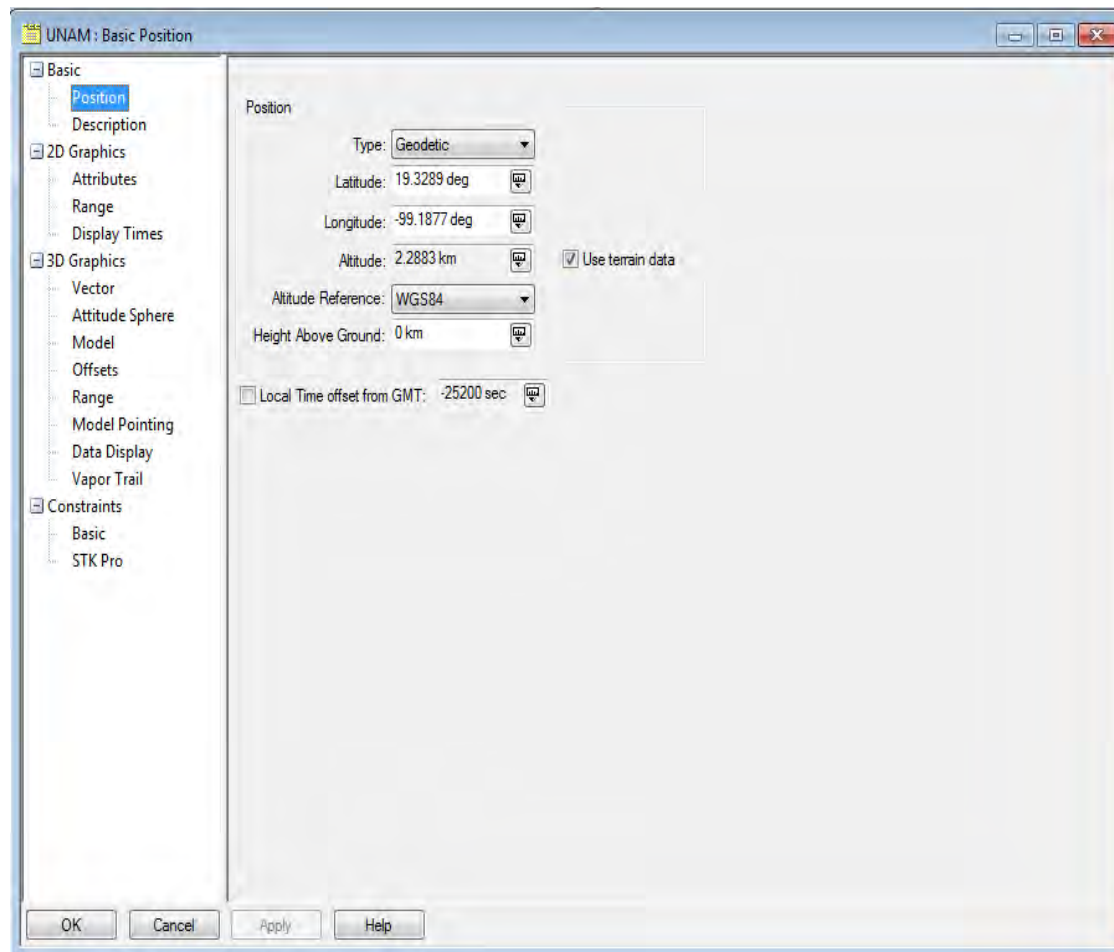 UNAM : Basic Position
Basic
Position
Description
2D Graphics
Attributes
Range
Display Times
3D Graphics
Vector
Attitude Sphere
Model
Offsets
Range
Model Pointing
Data Display
Vapor Trail
Constraints
Basic
STK Pro
Position
Type: Geodetic
Latitude: 19.3289 deg
Longitude: -99.1877 deg
Altitude: 2.2883 km
Use terrain data
Altitude Reference: WGS84
Height Above Ground: 0 km
Local Time offset from GMT: -25200 sec
OK Cancel Apply Help